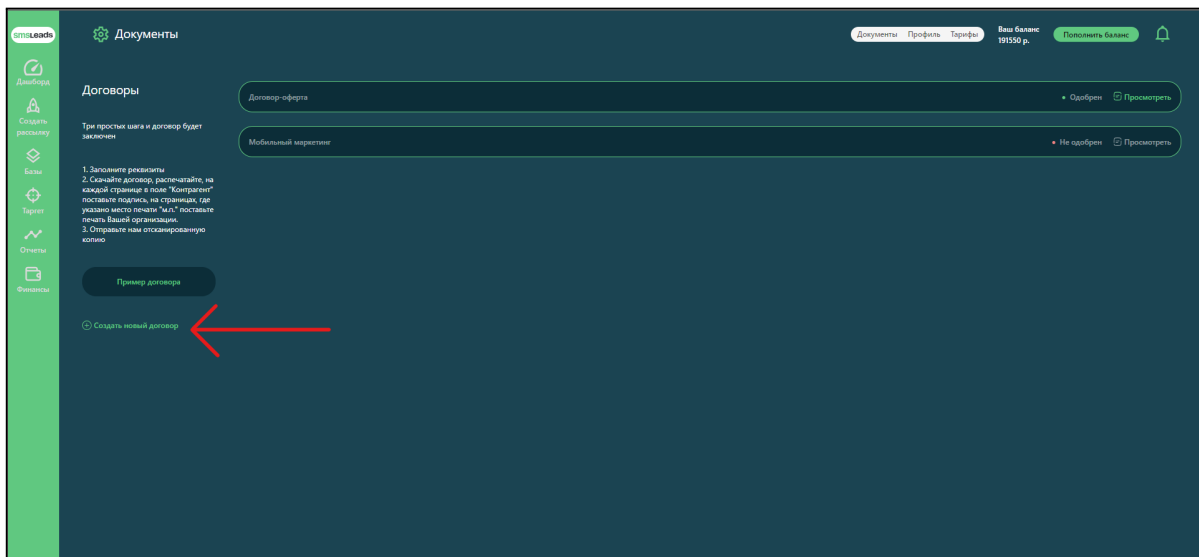 smsLeads
Документы
Документы Профиль Тарифы
Ваш баланс
191550 р.
Пополнить баланс
Дашборд
Создать
рассылку
Базы
Таргет
Отчеты
Финансы
Договоры
Три простых шага и договор будет
заключен
1. Заполните реквизиты
2. Скачайте договор, распечатайте, на
каждой странице в поле "Контрагент"
поставьте подпись, на страницах, где
указано место печати "м.п." поставьте
печать Вашей организации.
3. Отправьте нам отсканированную
копию
Пример договора
Создать новый договор
Договор-оферта
Одобрен Просмотреть
Мобильный маркетинг
Не одобрен Просмотреть